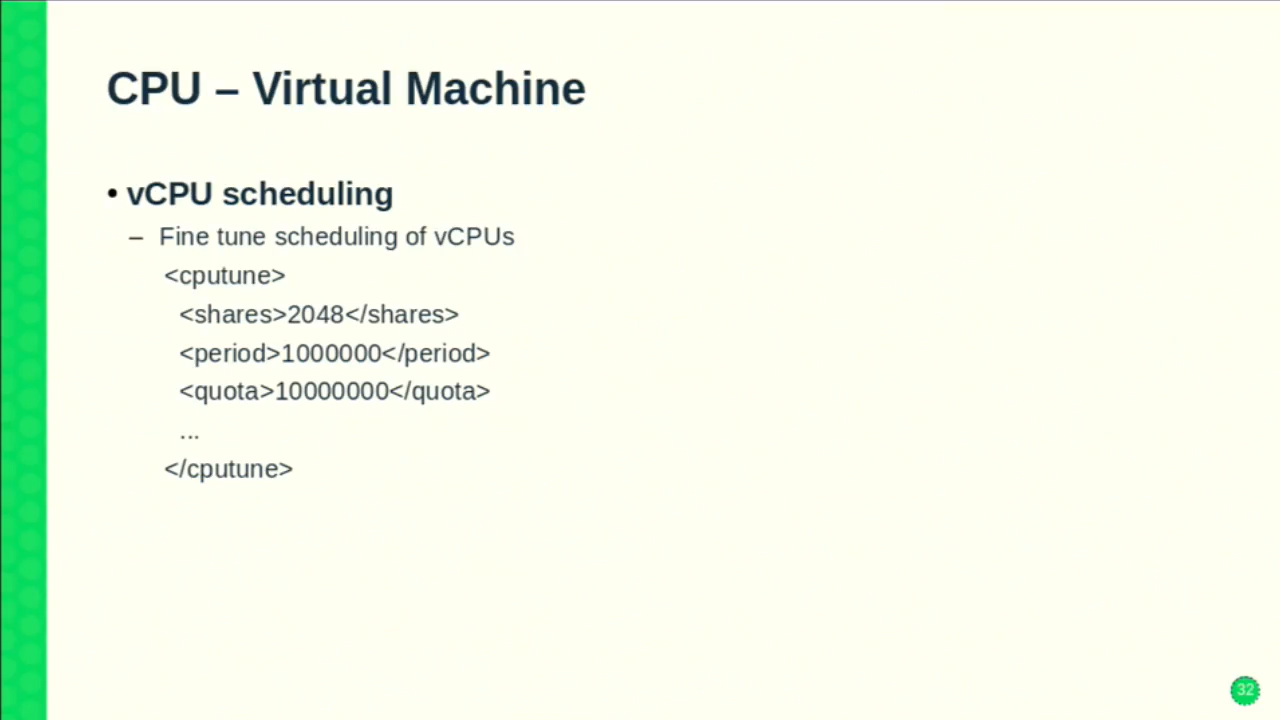 CPU – Virtual Machine
• vCPU scheduling
– Fine tune scheduling of vCPUs
<cputune>
<shares>2048</shares>
<period>1000000</period>
<quota>10000000</quota>
...
</cputune>
32